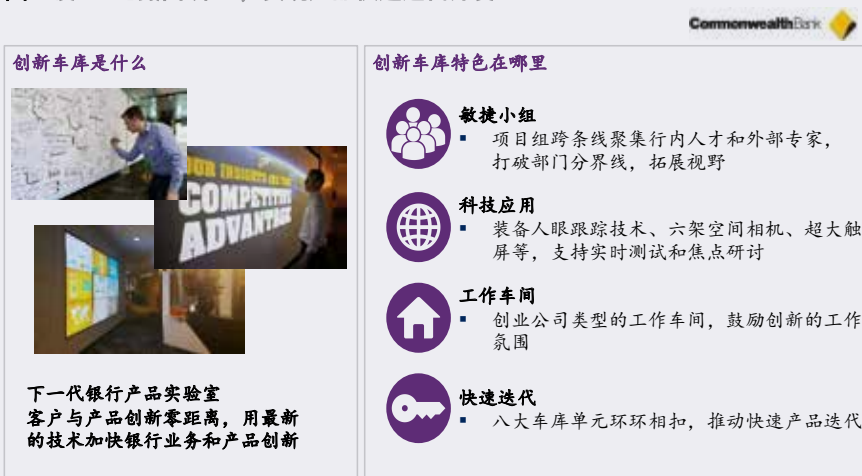 CommonwealthBank
创新车库是什么
OUR INSIGHTS ARE YOUR
COMPETITIVE
ADVANTAGE
下一代银行产品实验室
客户与产品创新零距离，用最新
的技术加快银行业务和产品创新
创新车库特色在哪里
敏捷小组
▪ 项目组跨条线聚集行内人才和外部专家，
打破部门分界线，拓展视野
科技应用
▪ 装备人眼跟踪技术、六架空间相机、超大触
屏等，支持实时测试和焦点研讨
工作车间
▪ 创业公司类型的工作车间，鼓励创新的工作
氛围
快速迭代
▪ 八大车库单元环环相扣，推动快速产品迭代